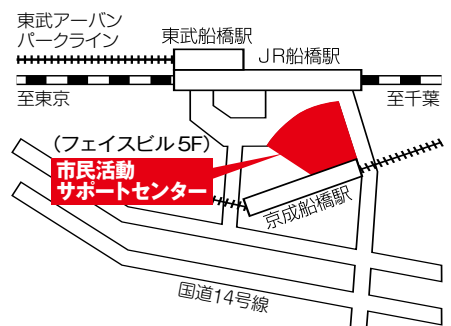 東武アーバン
パークライン
東武船橋駅
JR船橋駅
至東京
至千葉
（フェイスビル5F）
市民活動
サポートセンター
京成船橋駅
国道14号線